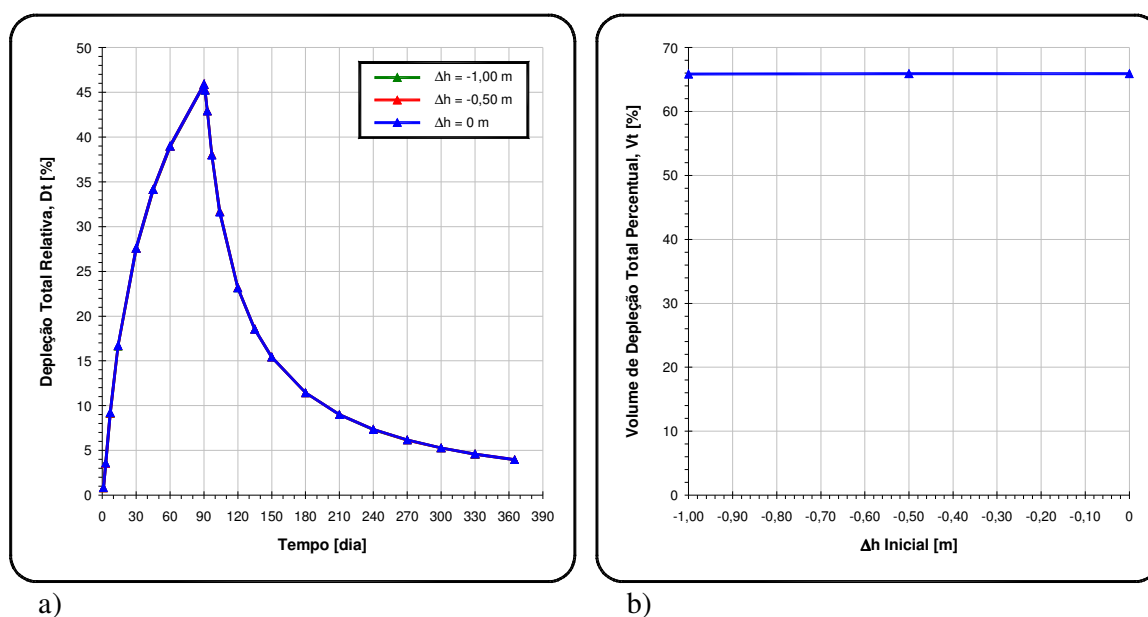 50
45
40
35
30
25
20
15
10
5
0
Depleção Total Relativa, Dt [%]
Δh = -1,00 m
Δh = -0,50 m
Δh = 0 m
0 30 60 90 120 150 180 210 240 270 300 330 360 390
Tempo [dia]
a)
70
60
50
40
30
20
10
0
Volume de Depleção Total Percentual, Vt [%]
-1,00 -0,90 -0,80 -0,70 -0,60 -0,50 -0,40 -0,30 -0,20 -0,10 0
Δh Inicial [m]
b)